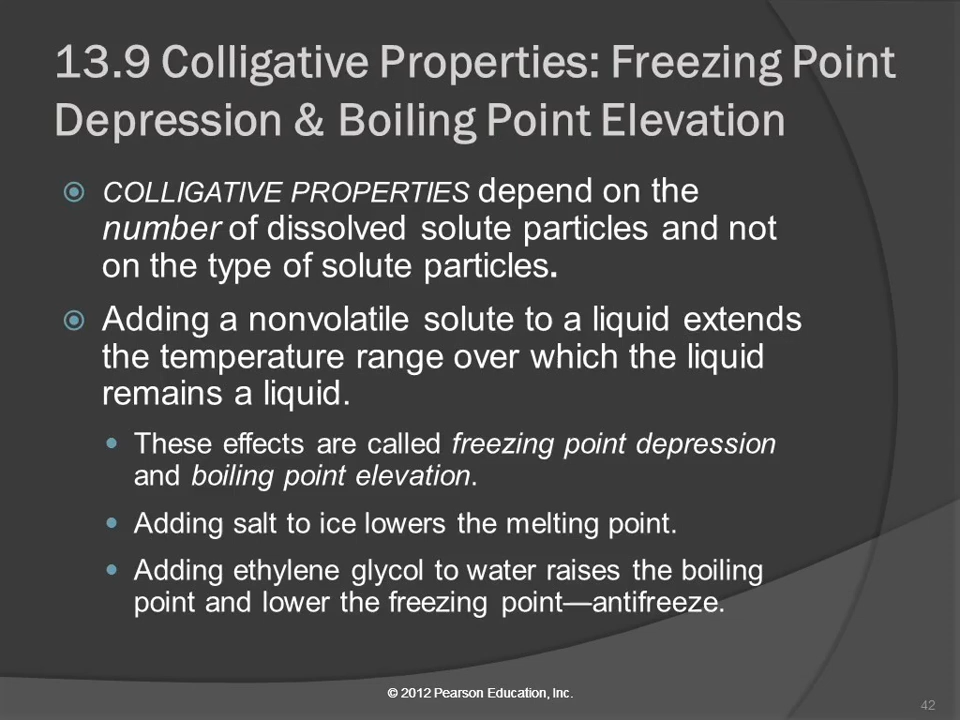 13.9 Colligative Properties: Freezing Point
Depression & Boiling Point Elevation
COLLIGATIVE PROPERTIES depend on the
number of dissolved solute particles and not
on the type of solute particles.
Adding a nonvolatile solute to a liquid extends
the temperature range over which the liquid
remains a liquid.
These effects are called freezing point depression
and boiling point elevation.
Adding salt to ice lowers the melting point.
Adding ethylene glycol to water raises the boiling
point and lower the freezing point—antifreeze.
© 2012 Pearson Education, Inc.
42